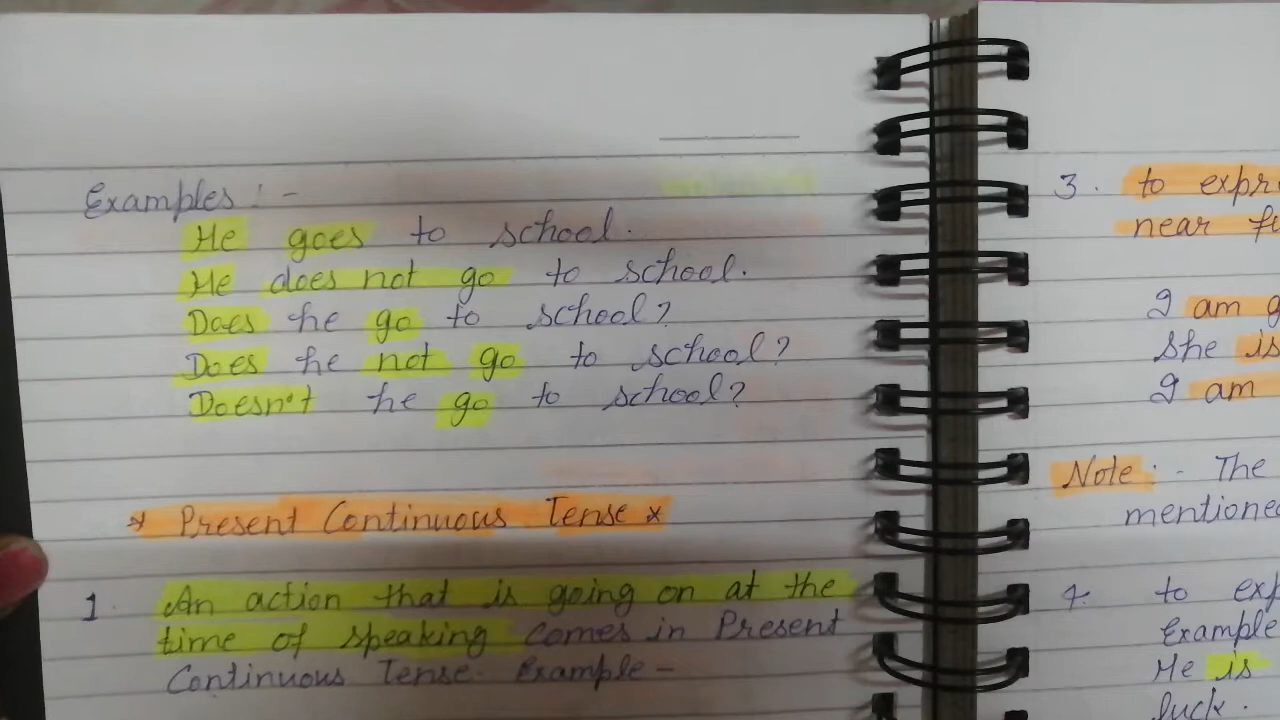 Examples :-
He goes to school.
He does not go to school.
Does he go to school?
Does he not go to school?
Doesn't he go to school?
* Present Continuous Tense *
1. An action that is going on at the
time of speaking comes in Present
Continuous Tense. Example -
3. to expr
near
I am g
She is
I am
Note :- The
mentione
4. to exp
Example
He is
luck.